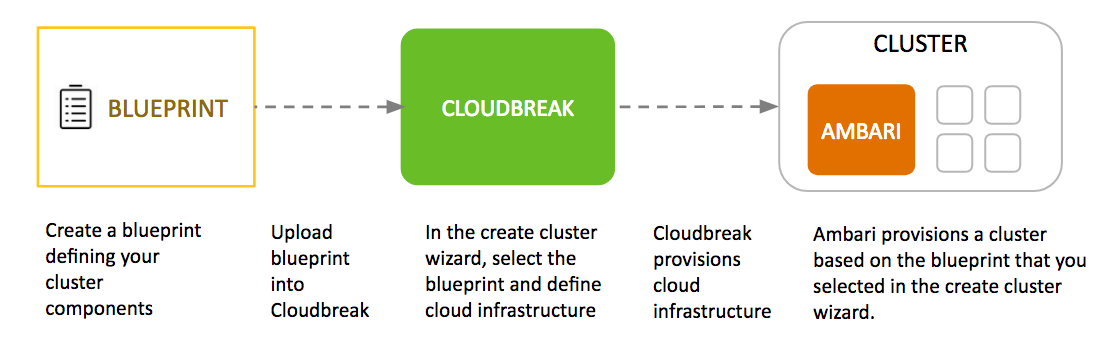 BLUEPRINT
CLOUDBREAK
CLUSTER
AMBARI
Create a blueprint
defining your
cluster
components
Upload
blueprint
into
Cloudbreak
In the create cluster
wizard, select the
blueprint and define
cloud infrastructure
Cloudbreak
provisions
cloud
infrastructure
Ambari provisions a cluster
based on the blueprint that you
selected in the create cluster
wizard.